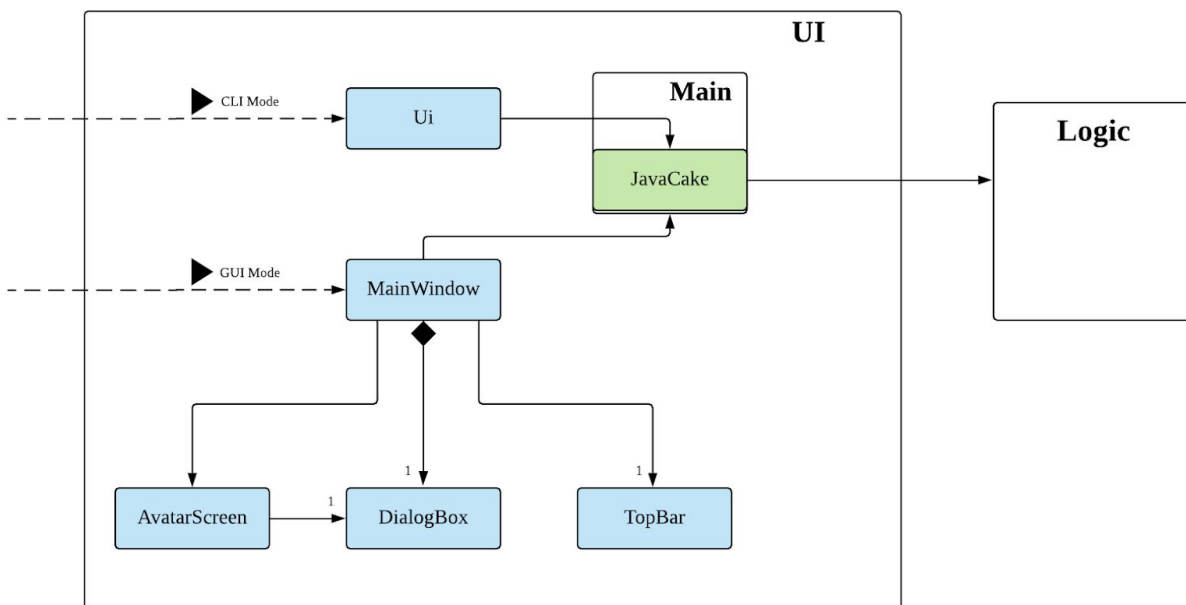 UI
Main
CLI Mode
Ui
Logic
JavaCake
GUI Mode
MainWindow
1
1
1
AvatarScreen
DialogBox
TopBar